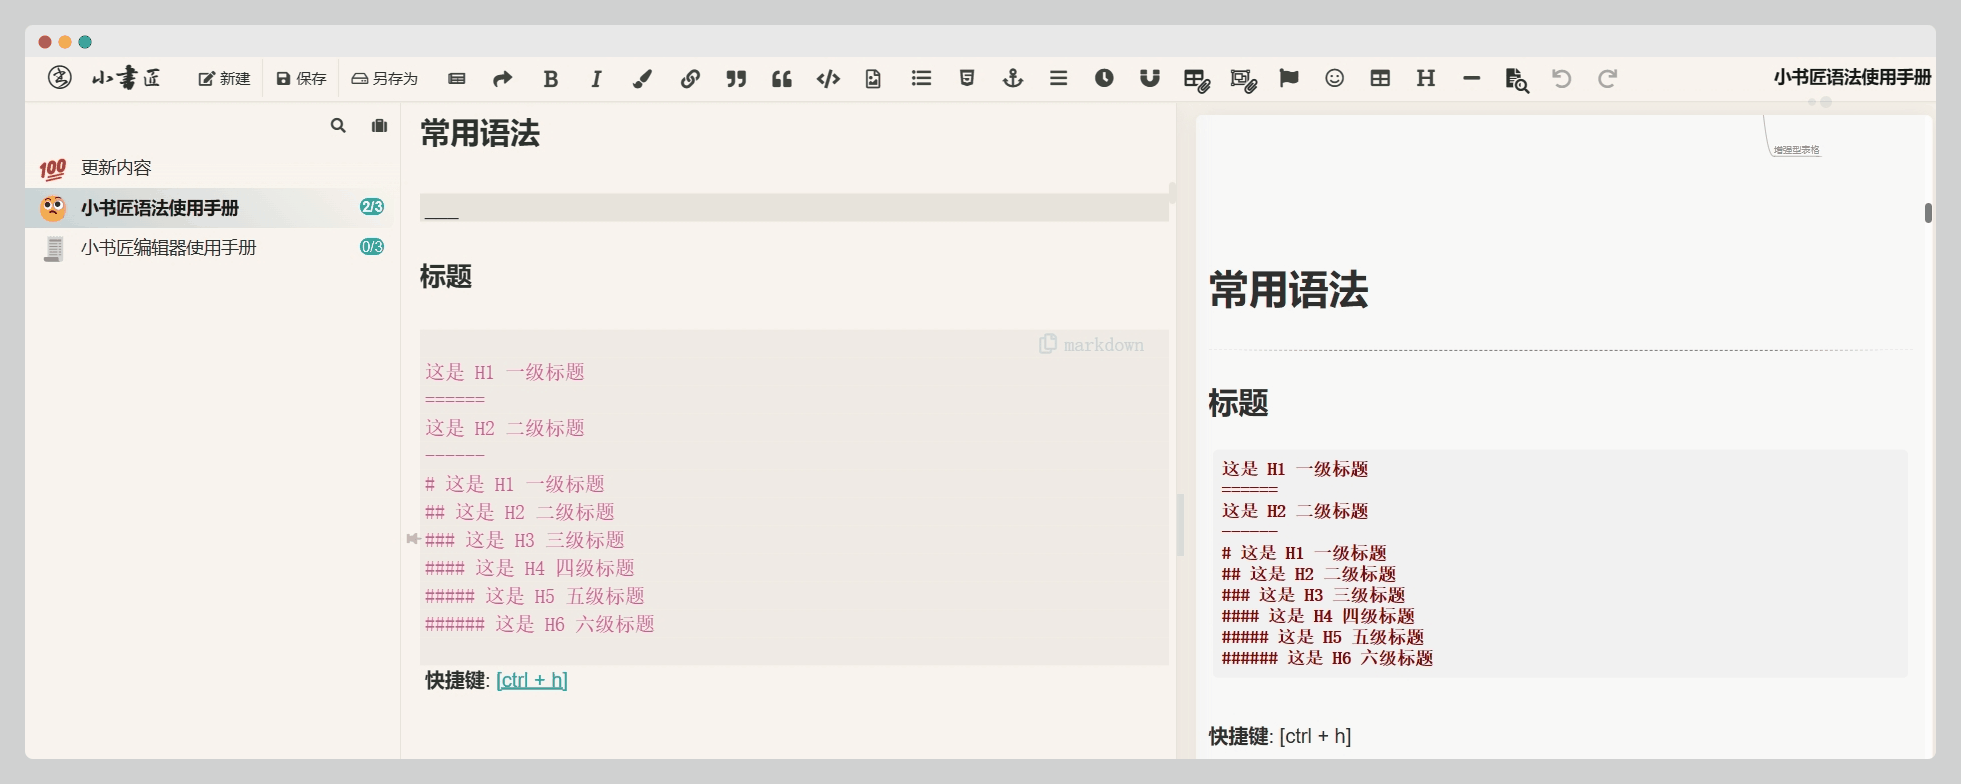 小书匠
新建
保存
另存为
小书匠语法使用手册
更新内容
小书匠语法使用手册 2/3
小书匠编辑器使用手册 0/3
常用语法
___
标题
markdown
这是 H1 一级标题
======
这是 H2 二级标题
------
# 这是 H1 一级标题
## 这是 H2 二级标题
### 这是 H3 三级标题
#### 这是 H4 四级标题
##### 这是 H5 五级标题
###### 这是 H6 六级标题
快捷键: [ctrl + h]
增强型表格
常用语法
标题
这是 H1 一级标题
======
这是 H2 二级标题
------
# 这是 H1 一级标题
## 这是 H2 二级标题
### 这是 H3 三级标题
#### 这是 H4 四级标题
##### 这是 H5 五级标题
###### 这是 H6 六级标题
快捷键: [ctrl + h]